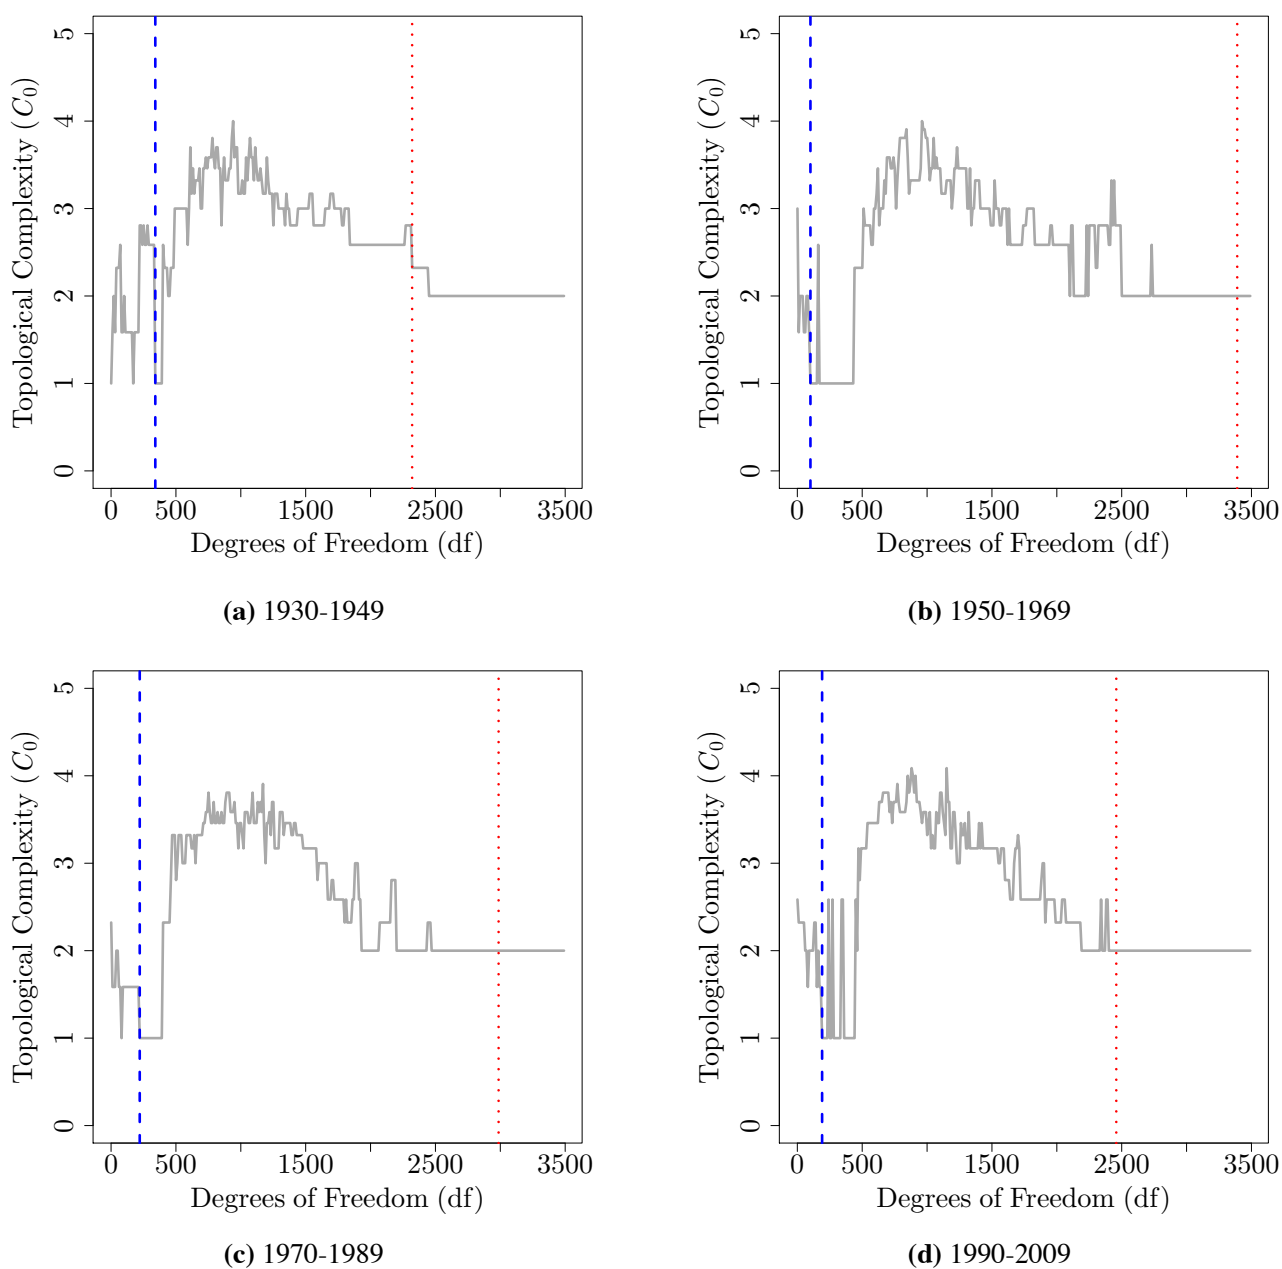 Topological Complexity (C₀)
5
4
3
2
1
0
0 500 1500 2500 3500
Degrees of Freedom (df)
(a) 1930-1949
Topological Complexity (C₀)
5
4
3
2
1
0
0 500 1500 2500 3500
Degrees of Freedom (df)
(b) 1950-1969
Topological Complexity (C₀)
5
4
3
2
1
0
0 500 1500 2500 3500
Degrees of Freedom (df)
(c) 1970-1989
Topological Complexity (C₀)
5
4
3
2
1
0
0 500 1500 2500 3500
Degrees of Freedom (df)
(d) 1990-2009